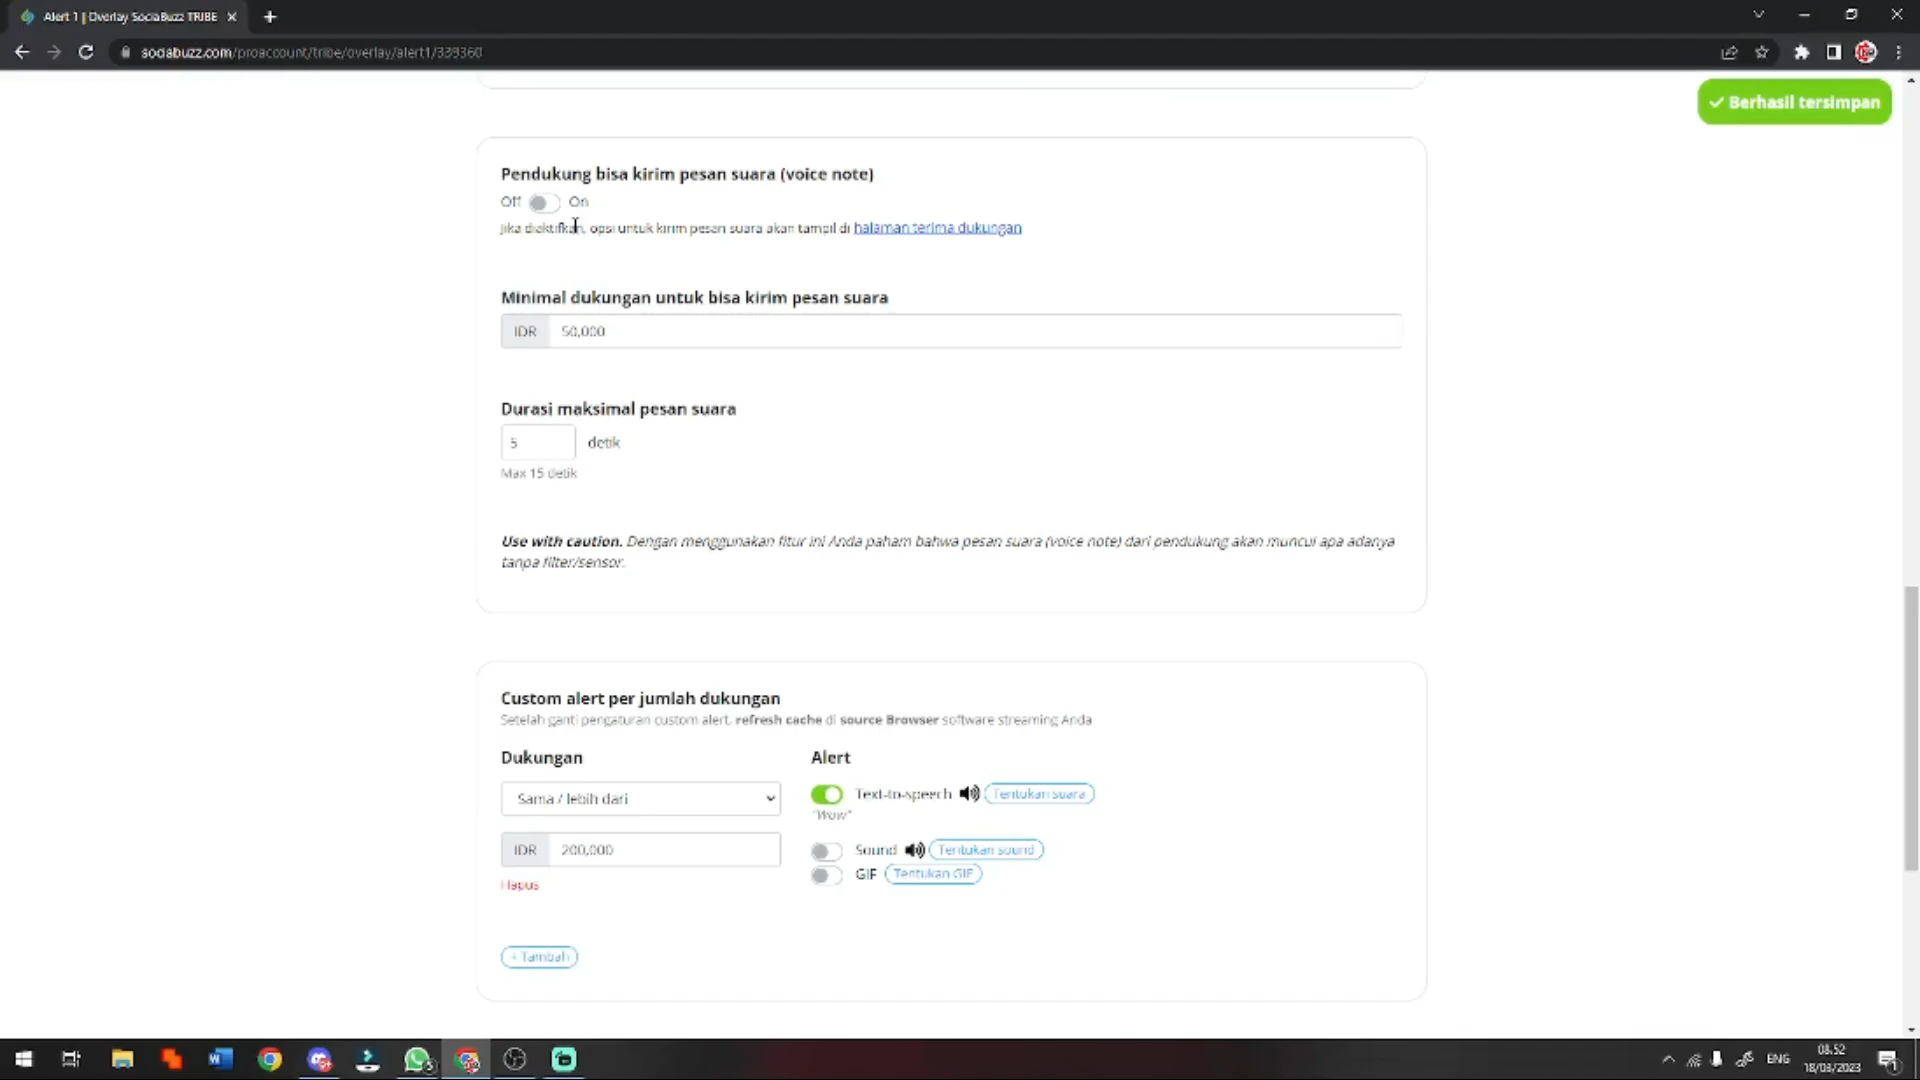 Alert 1 | Overlay SociaBuzz TRIBE
sociabuzz.com/proaccount/tribe/overlay/alert1/339360
✓ Berhasil tersimpan
Pendukung bisa kirim pesan suara (voice note)
Off On
Jika diaktifkan, opsi untuk kirim pesan suara akan tampil di halaman terima dukungan
Minimal dukungan untuk bisa kirim pesan suara
IDR 50,000
Durasi maksimal pesan suara
5 detik
Max 15 detik
Use with caution. Dengan menggunakan fitur ini Anda paham bahwa pesan suara (voice note) dari pendukung akan muncul apa adanya
tanpa filter/sensor.
Custom alert per jumlah dukungan
Setelah ganti pengaturan custom alert, refresh cache di source Browser software streaming Anda
Dukungan Alert
Sama / lebih dari
Text-to-speech Tentukan suara
"Wow"
IDR 200,000
Sound Tentukan sound
GIF Tentukan GIF
Hapus
+ Tambah
ENG
08.52
18/03/2023